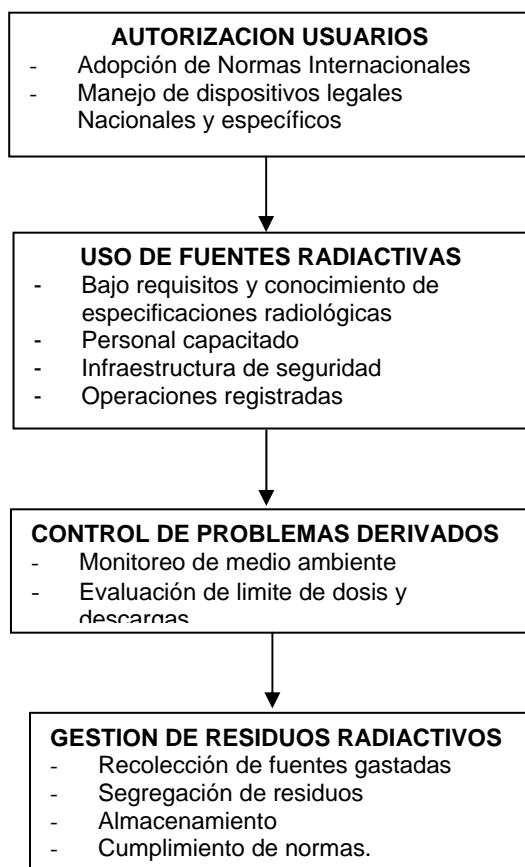 AUTORIZACION USUARIOS
- Adopción de Normas Internacionales
- Manejo de dispositivos legales
Nacionales y específicos
USO DE FUENTES RADIACTIVAS
- Bajo requisitos y conocimiento de
especificaciones radiológicas
- Personal capacitado
- Infraestructura de seguridad
- Operaciones registradas
CONTROL DE PROBLEMAS DERIVADOS
- Monitoreo de medio ambiente
- Evaluación de limite de dosis y
descargas
GESTION DE RESIDUOS RADIACTIVOS
- Recolección de fuentes gastadas
- Segregación de residuos
- Almacenamiento
- Cumplimiento de normas.